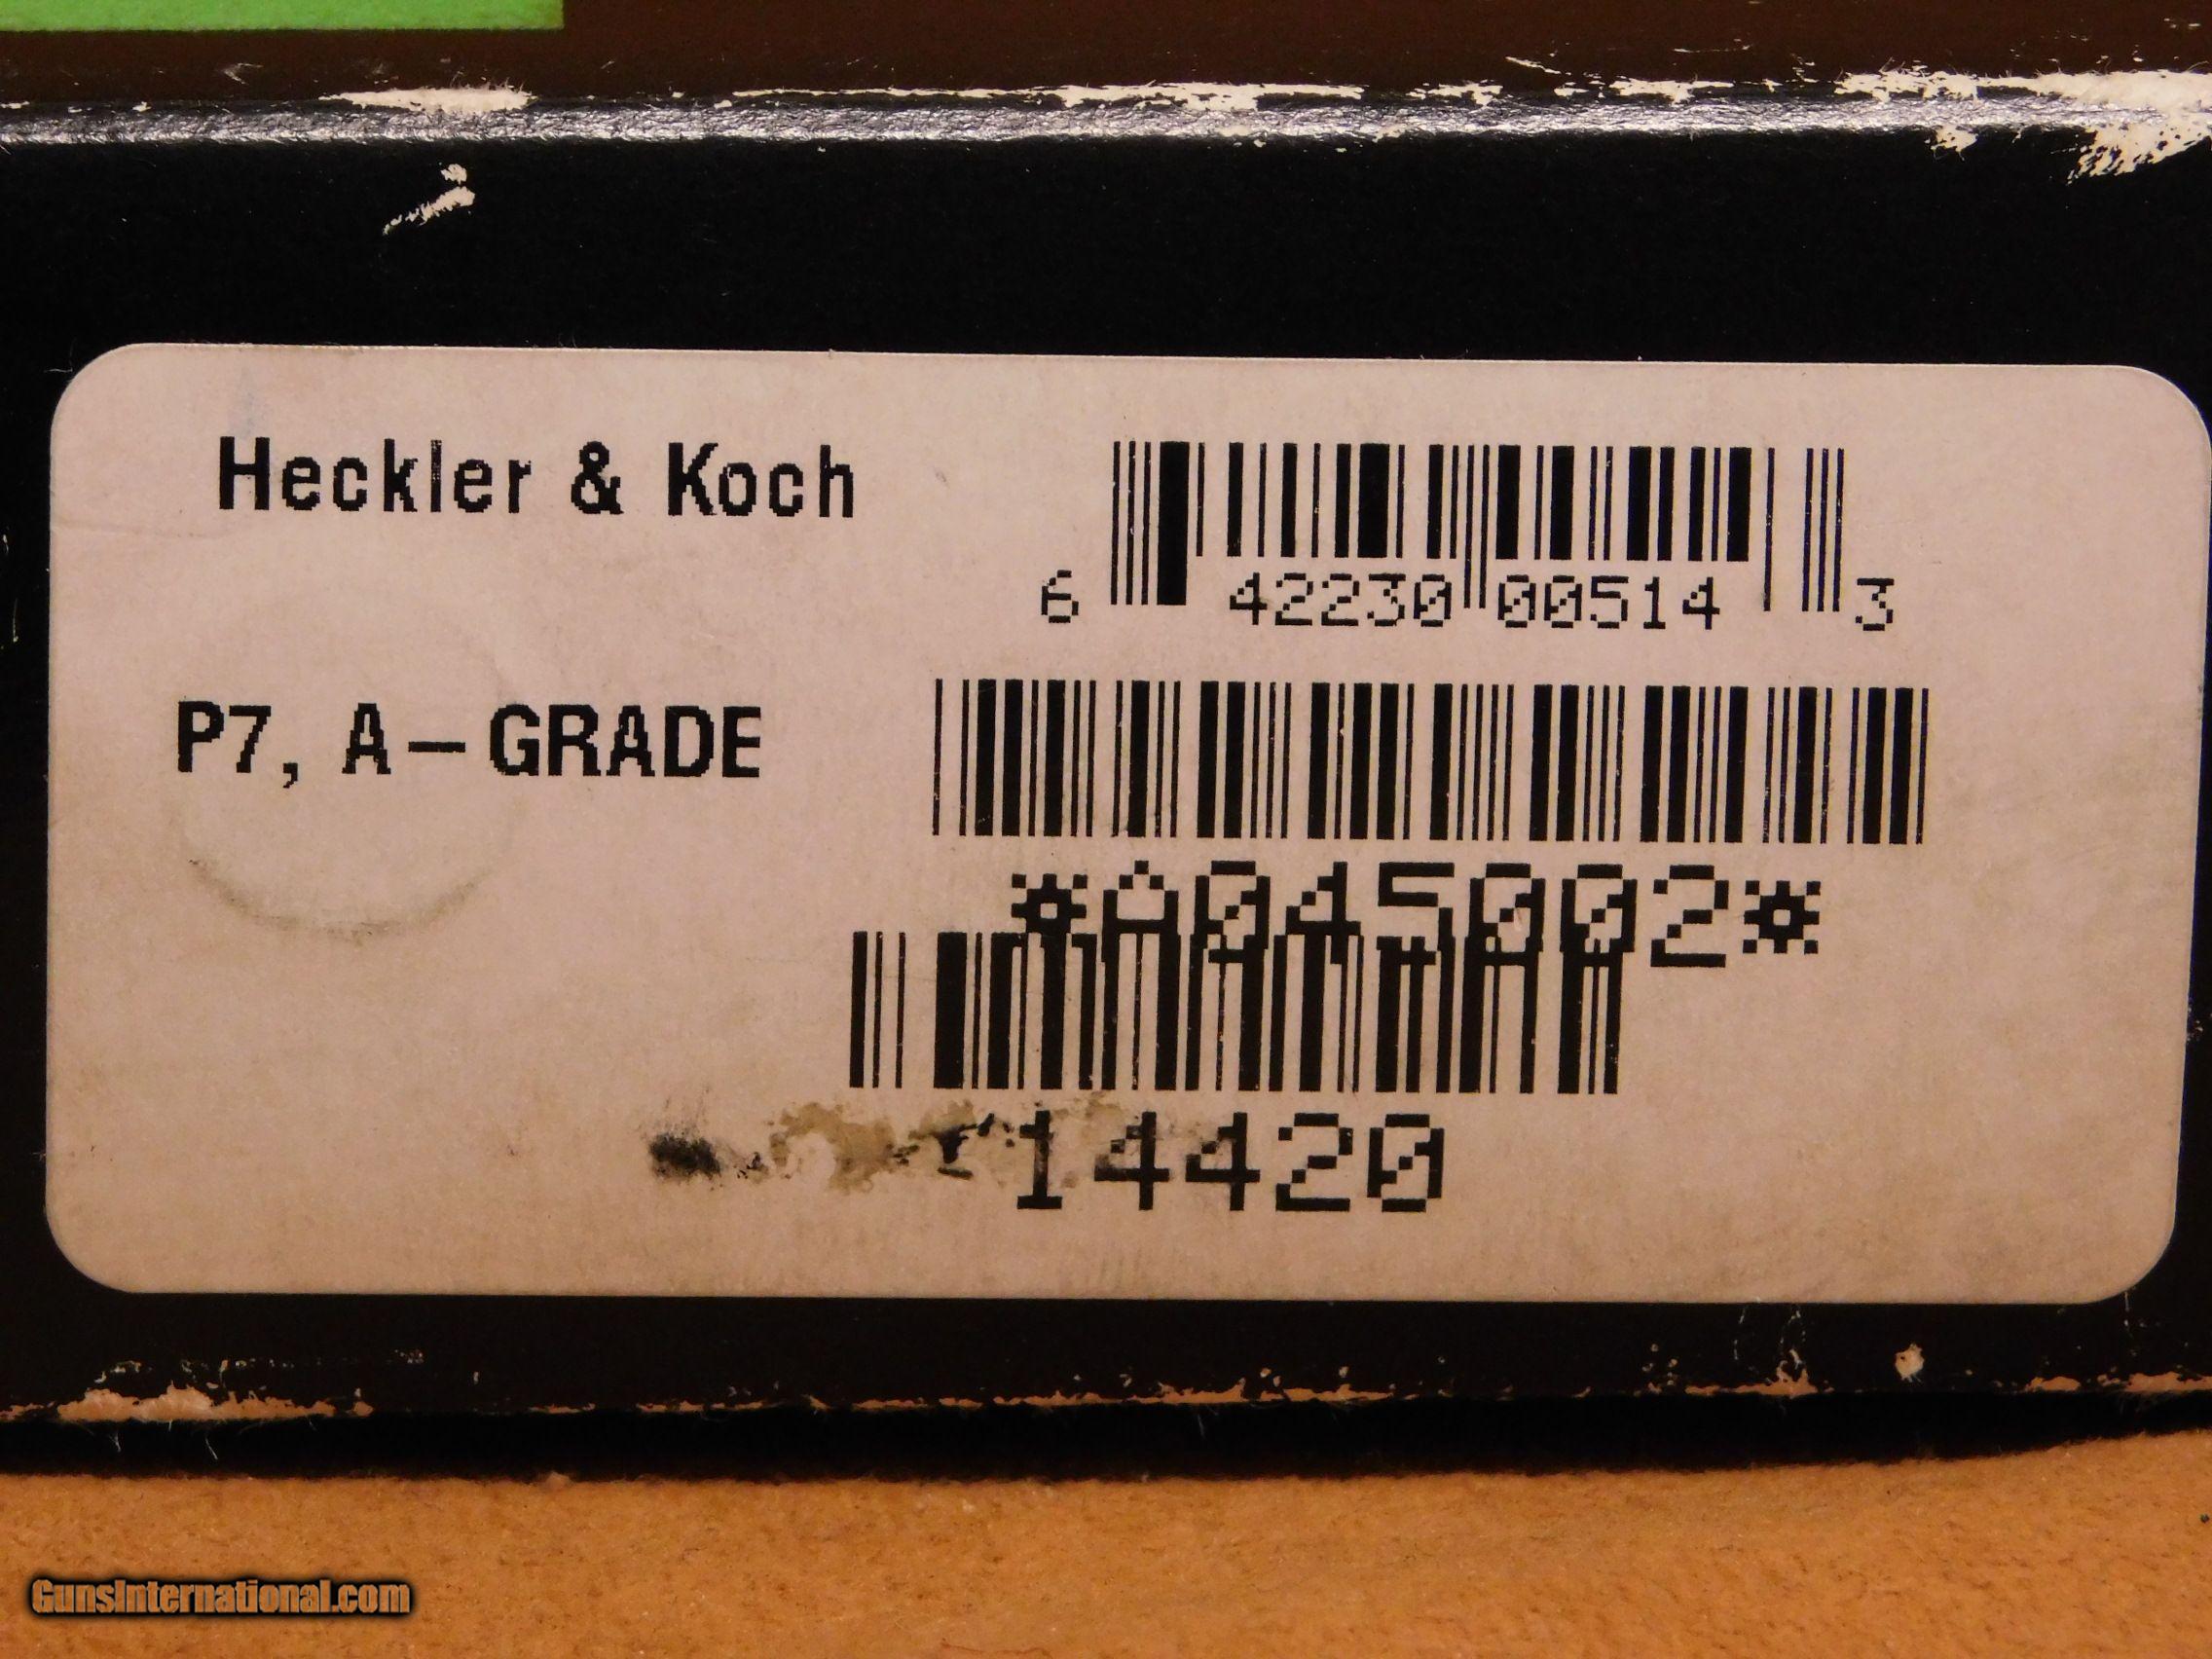 Heckler & Koch
6 42230 00514 3
P7, A-GRADE
*A045002*
14420
GunsInternational.com